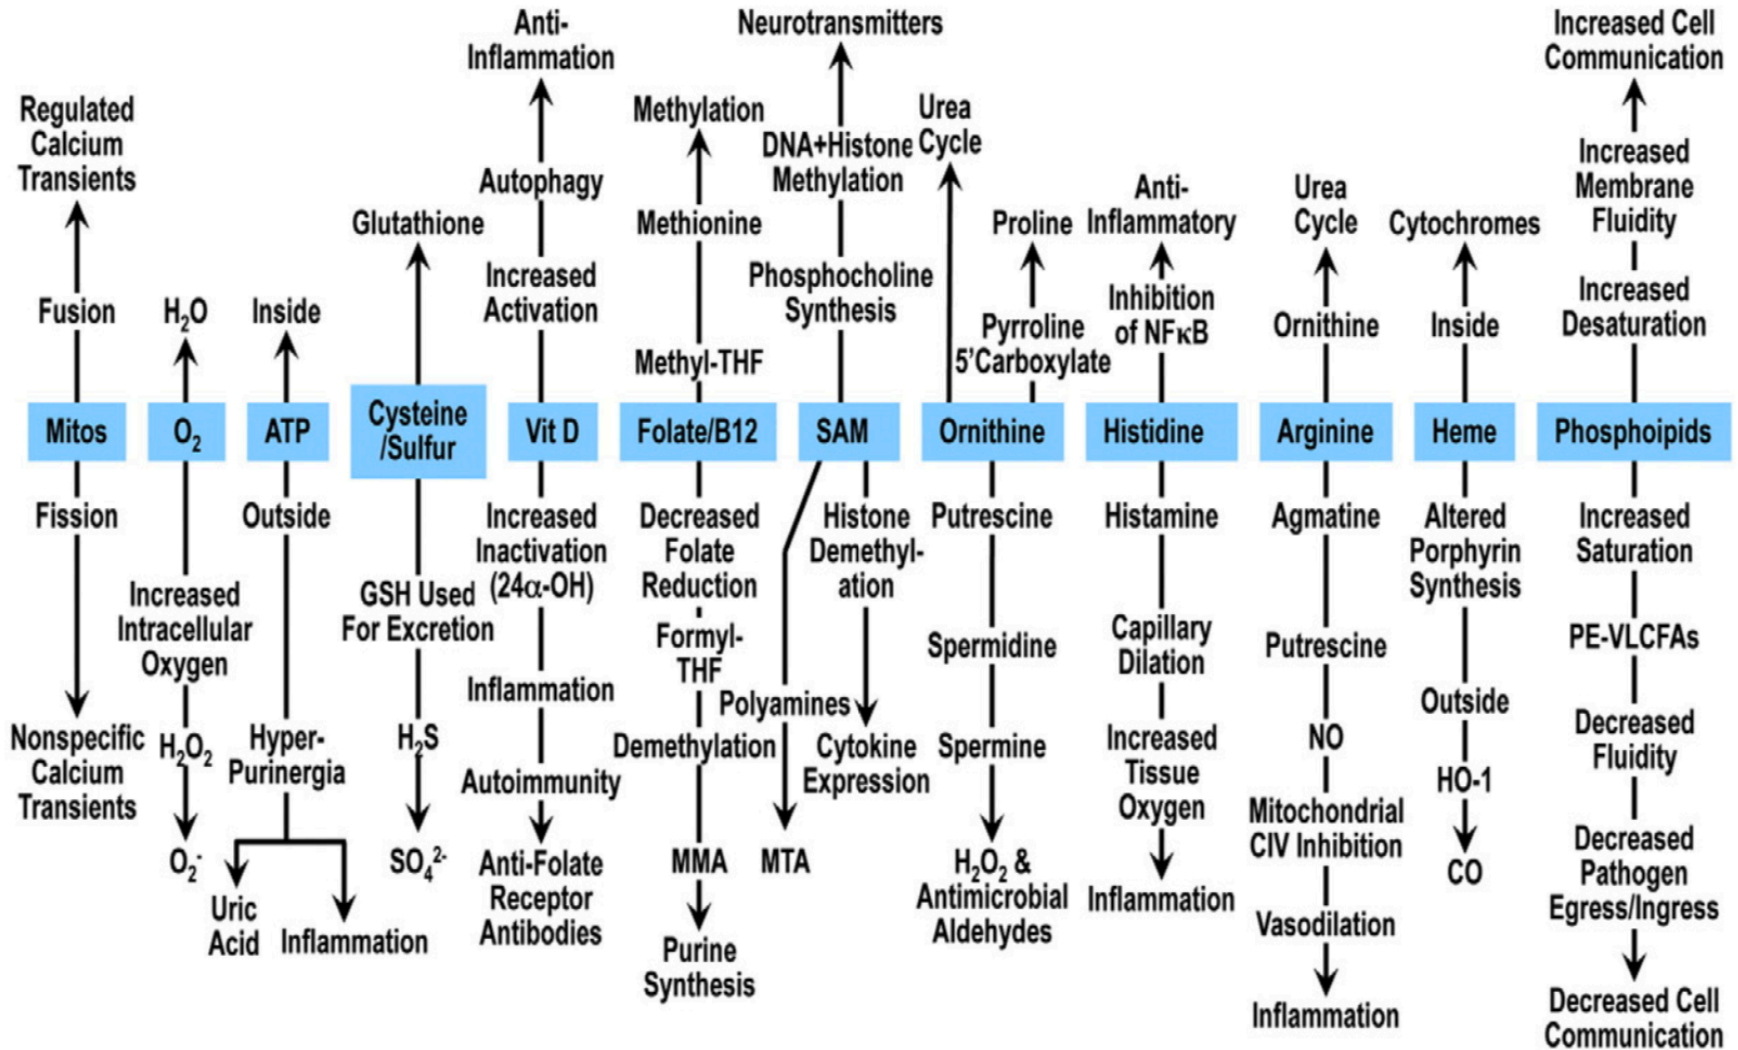 Regulated
Calcium
Transients
Fusion
Mitos
Fission
Nonspecific
Calcium
Transients
H₂O
O₂
Increased
Intracellular
Oxygen
H₂O₂
O₂⁻
Inside
ATP
Outside
Hyper-
Purinergia
Uric
Acid
Inflammation
Glutathione
Cysteine
/Sulfur
GSH Used
For Excretion
H₂S
SO₄²⁻
Anti-
Inflammation
Autophagy
Increased
Activation
Vit D
Increased
Inactivation
(24α-OH)
Inflammation
Autoimmunity
Anti-Folate
Receptor
Antibodies
Methylation
Methionine
Methyl-THF
Folate/B12
Decreased
Folate
Reduction
Formyl-
THF
Demethylation
MMA
Purine
Synthesis
Neurotransmitters
DNA+Histone
Methylation
Phosphocholine
Synthesis
SAM
Polyamines
MTA
Histone
Demethyl-
ation
Cytokine
Expression
Urea
Cycle
Proline
Pyrroline
5'Carboxylate
Ornithine
Putrescine
Spermidine
Spermine
H₂O₂ &
Antimicrobial
Aldehydes
Anti-
Inflammatory
Inhibition
of NFκB
Histidine
Histamine
Capillary
Dilation
Increased
Tissue
Oxygen
Inflammation
Urea
Cycle
Ornithine
Arginine
Agmatine
Putrescine
NO
Mitochondrial
CIV Inhibition
Vasodilation
Inflammation
Cytochromes
Inside
Heme
Altered
Porphyrin
Synthesis
Outside
HO-1
CO
Increased Cell
Communication
Increased
Membrane
Fluidity
Increased
Desaturation
Phosphoipids
Increased
Saturation
PE-VLCFAs
Decreased
Fluidity
Decreased
Pathogen
Egress/Ingress
Decreased Cell
Communication